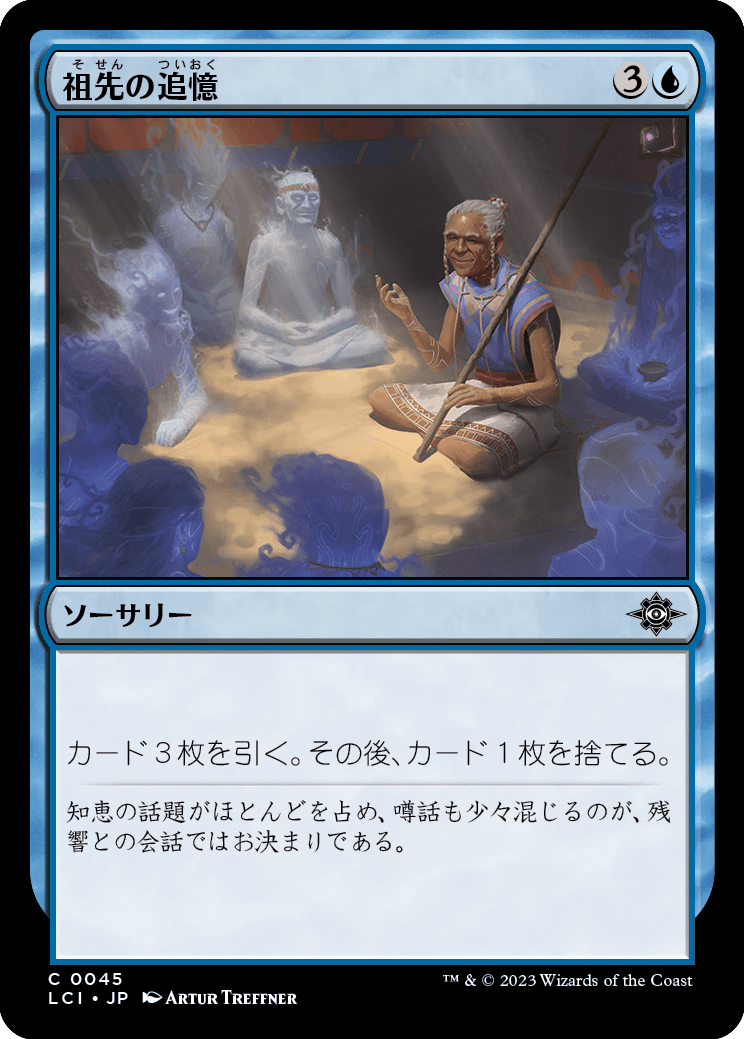 そせん ついおく
祖先の追憶 3
ソーサリー
カード3枚を引く。その後、カード1枚を捨てる。
知恵の話題がほとんどを占め、噂話も少々混じるのが、残
響との会話ではお決まりである。
C 0045 ™ & © 2023 Wizards of the Coast
LCI • JP Artur Treffner